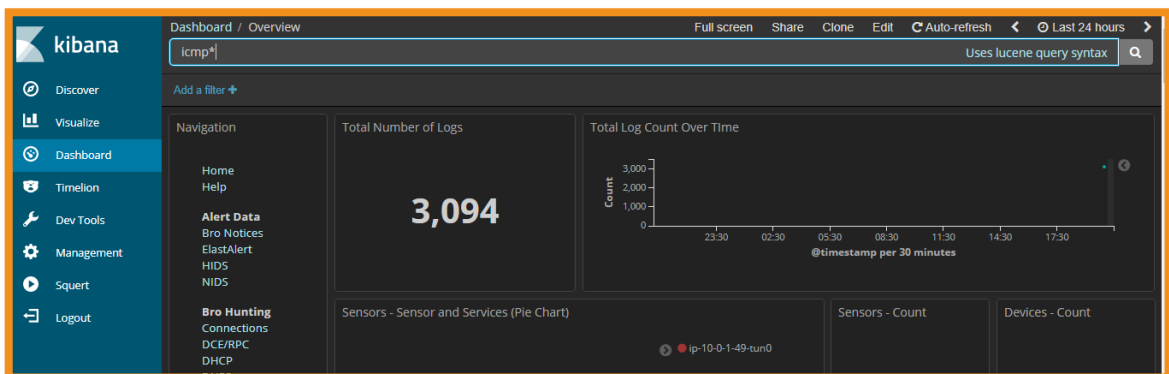 kibana
Discover
Visualize
Dashboard
Timelion
Dev Tools
Management
Squert
Logout
Dashboard / Overview
Full screen Share Clone Edit Auto-refresh Last 24 hours
icmp*
Uses lucene query syntax
Add a filter +
Navigation
Home
Help
Alert Data
Bro Notices
ElastAlert
HIDS
NIDS
Bro Hunting
Connections
DCE/RPC
DHCP
Total Number of Logs
3,094
Total Log Count Over TIme
Count
3,000
2,000
1,000
0
23:30 02:30 05:30 08:30 11:30 14:30 17:30
@timestamp per 30 minutes
Sensors - Sensor and Services (Pie Chart)
ip-10-0-1-49-tun0
Sensors - Count
Devices - Count